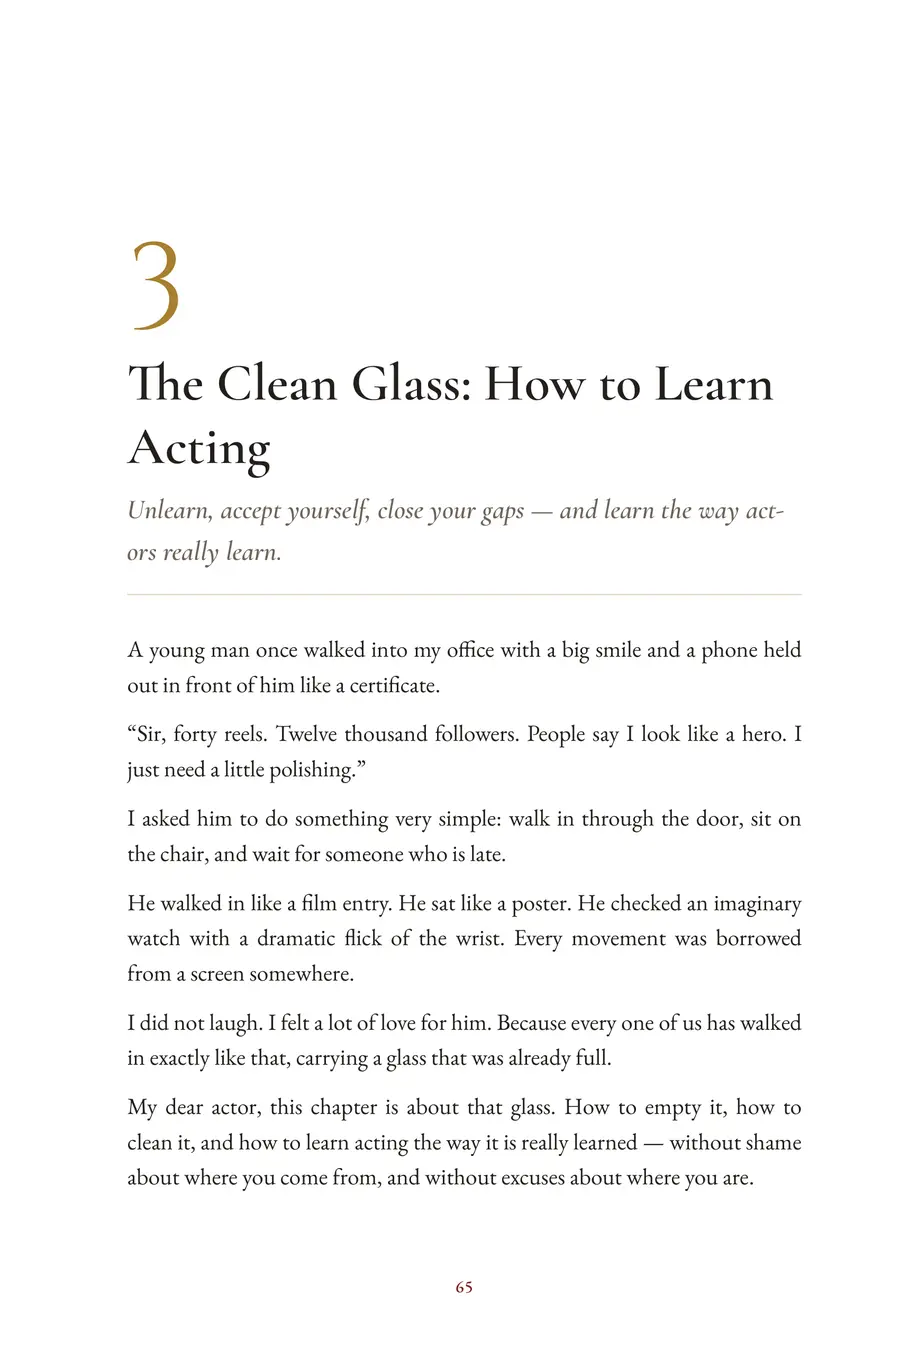 3
The Clean Glass: How to Learn
Acting
Unlearn, accept yourself, close your gaps — and learn the way act-
ors really learn.
A young man once walked into my office with a big smile and a phone held
out in front of him like a certificate.
“Sir, forty reels. Twelve thousand followers. People say I look like a hero. I
just need a little polishing.”
I asked him to do something very simple: walk in through the door, sit on
the chair, and wait for someone who is late.
He walked in like a film entry. He sat like a poster. He checked an imaginary
watch with a dramatic flick of the wrist. Every movement was borrowed
from a screen somewhere.
I did not laugh. I felt a lot of love for him. Because every one of us has walked
in exactly like that, carrying a glass that was already full.
My dear actor, this chapter is about that glass. How to empty it, how to
clean it, and how to learn acting the way it is really learned — without shame
about where you come from, and without excuses about where you are.
65